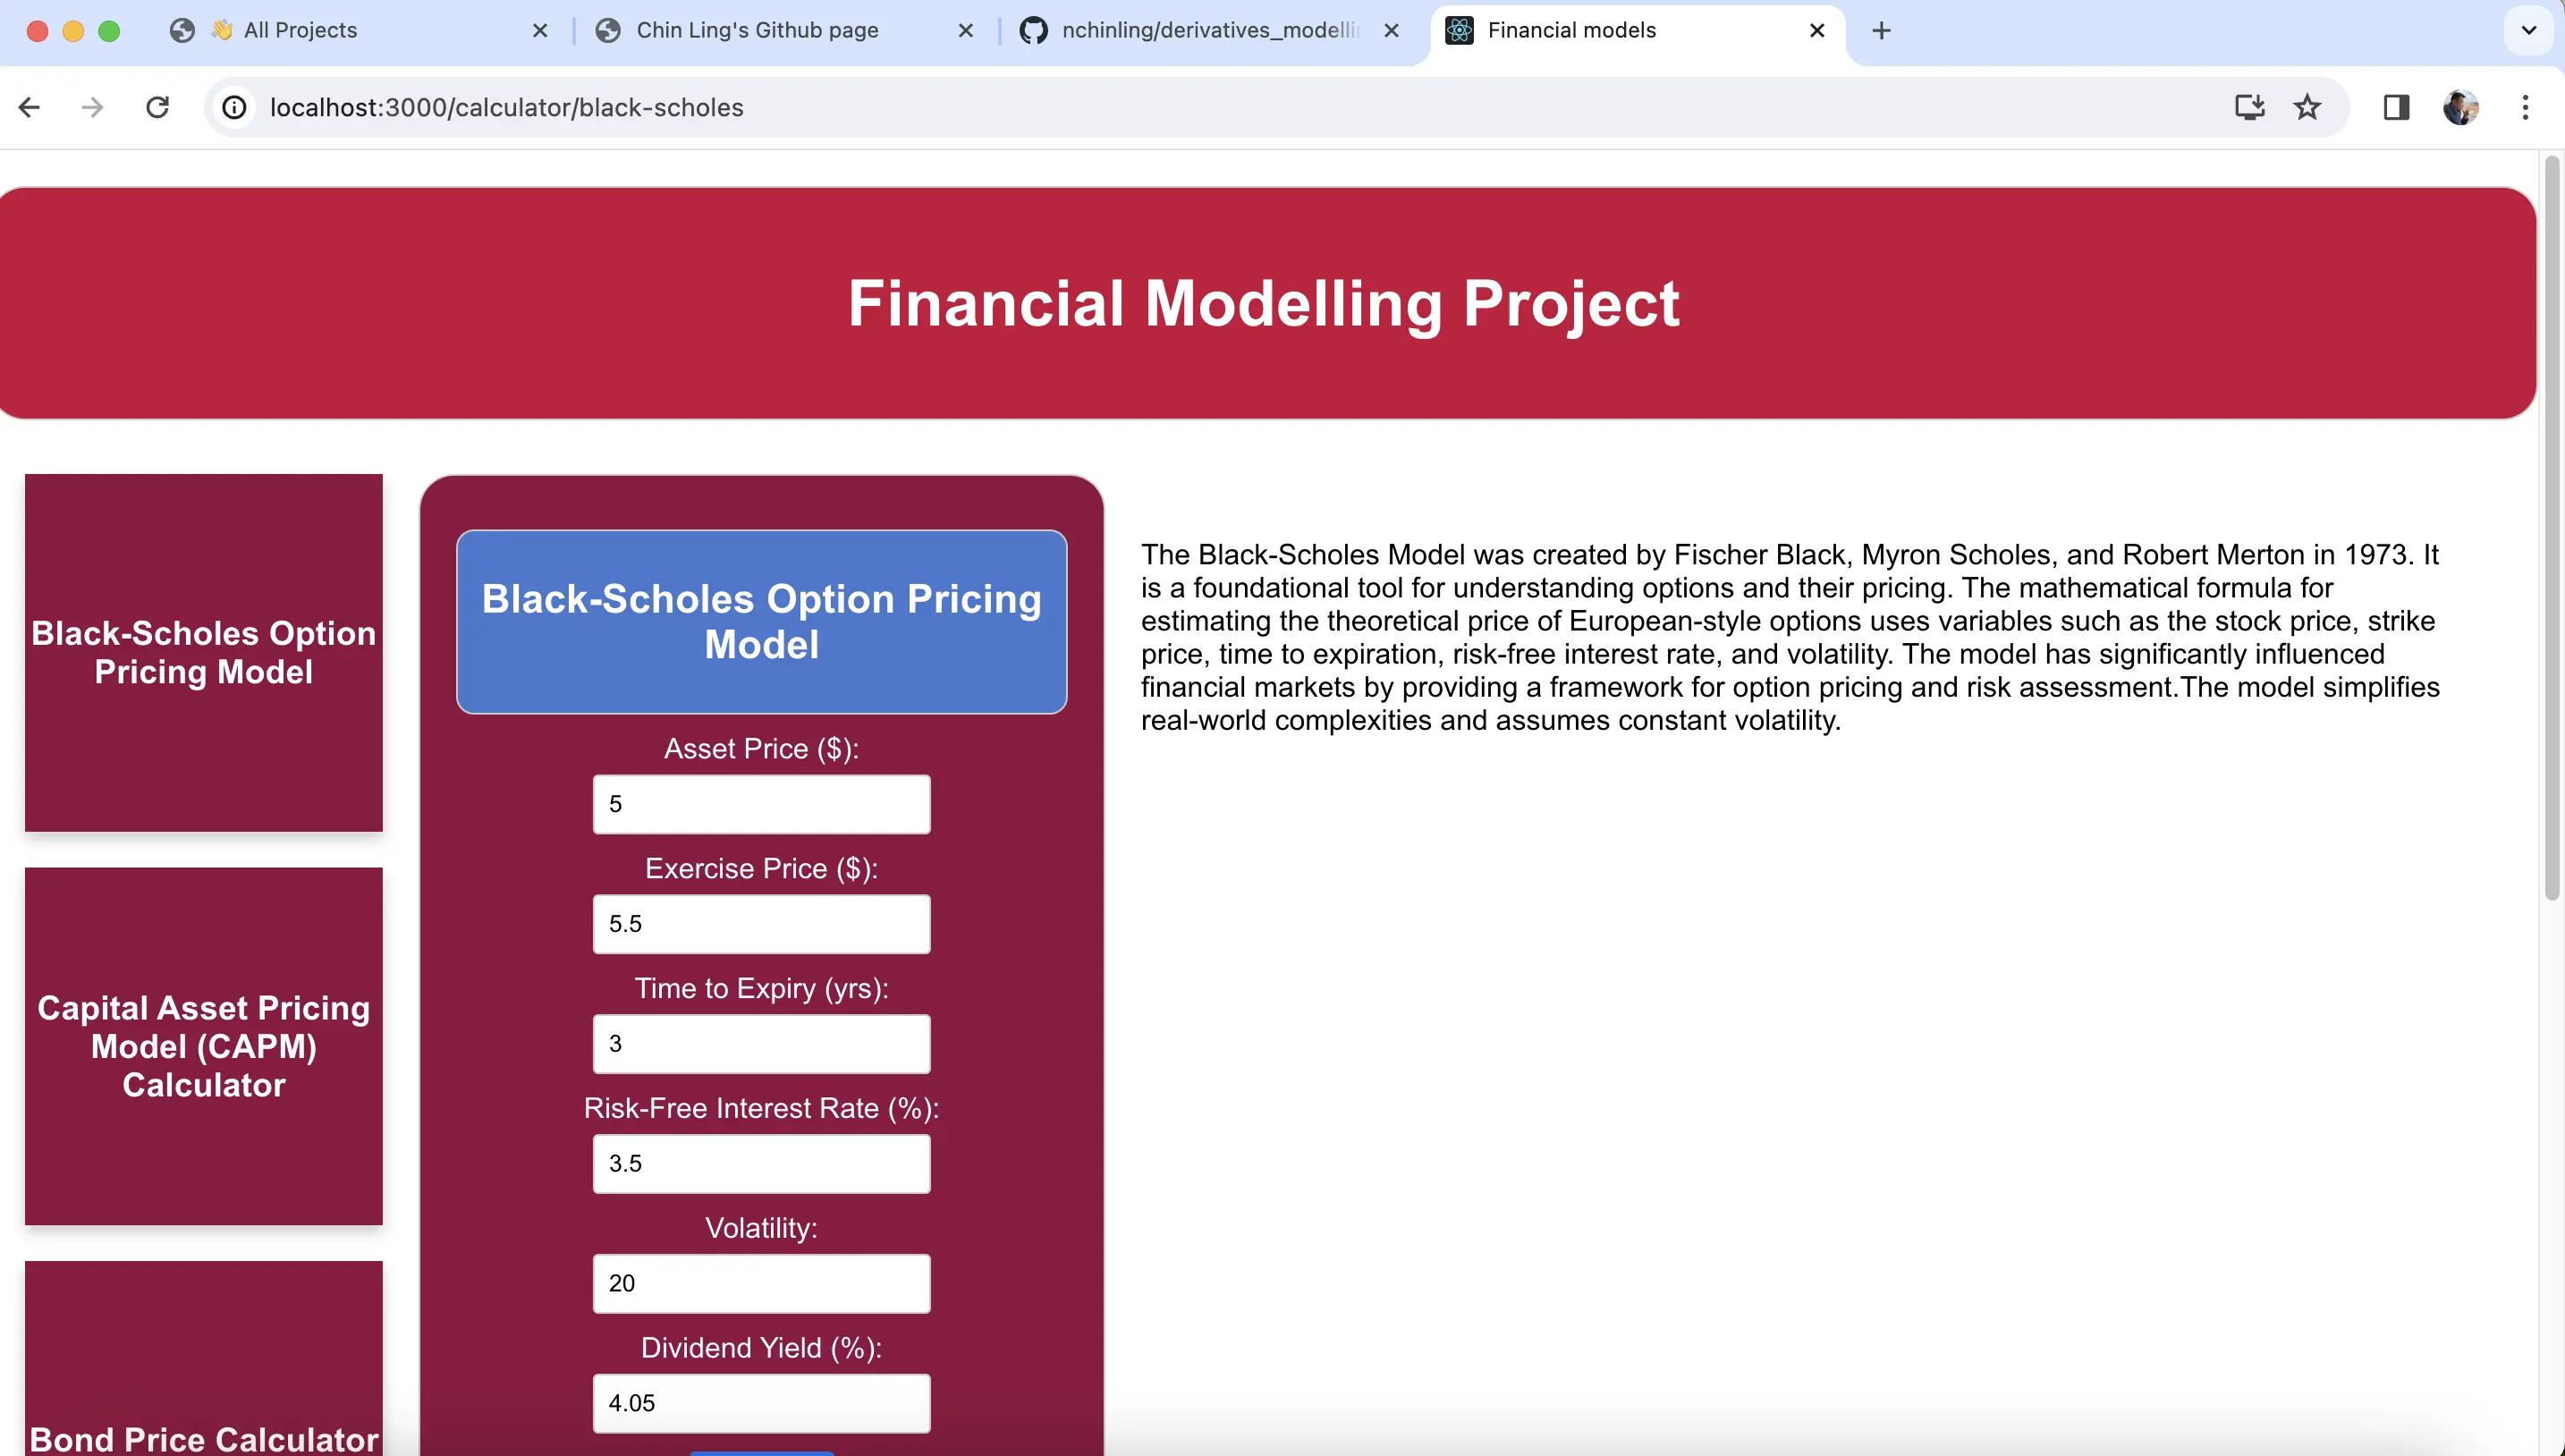 👋 All Projects
Chin Ling's Github page
nchinling/derivatives_modelli
Financial models
localhost:3000/calculator/black-scholes
Financial Modelling Project
Black-Scholes Option
Pricing Model
Capital Asset Pricing
Model (CAPM)
Calculator
Bond Price Calculator
Black-Scholes Option Pricing
Model
Asset Price ($):
5
Exercise Price ($):
5.5
Time to Expiry (yrs):
3
Risk-Free Interest Rate (%):
3.5
Volatility:
20
Dividend Yield (%):
4.05
The Black-Scholes Model was created by Fischer Black, Myron Scholes, and Robert Merton in 1973. It
is a foundational tool for understanding options and their pricing. The mathematical formula for
estimating the theoretical price of European-style options uses variables such as the stock price, strike
price, time to expiration, risk-free interest rate, and volatility. The model has significantly influenced
financial markets by providing a framework for option pricing and risk assessment.The model simplifies
real-world complexities and assumes constant volatility.